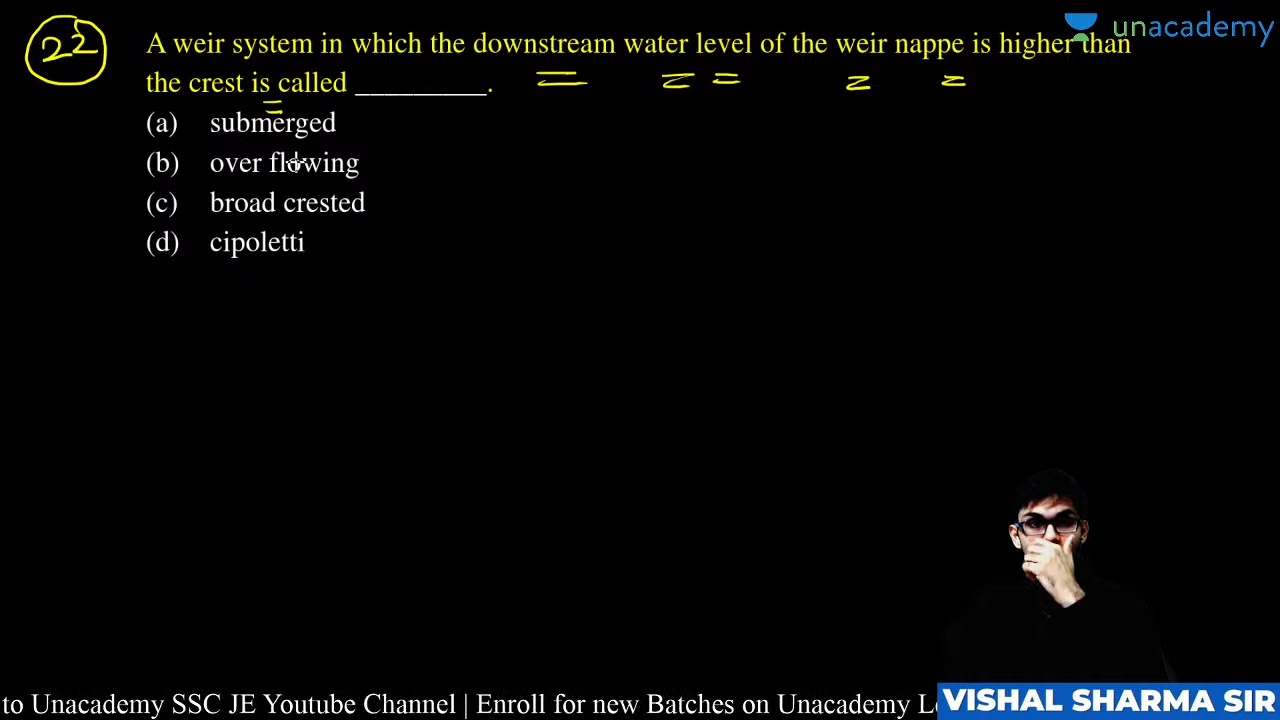 22
unacademy
A weir system in which the downstream water level of the weir nappe is higher than
the crest is called _________.
(a) submerged
(b) over flowing
(c) broad crested
(d) cipoletti
to Unacademy SSC JE Youtube Channel | Enroll for new Batches on Unacademy
VISHAL SHARMA SIR